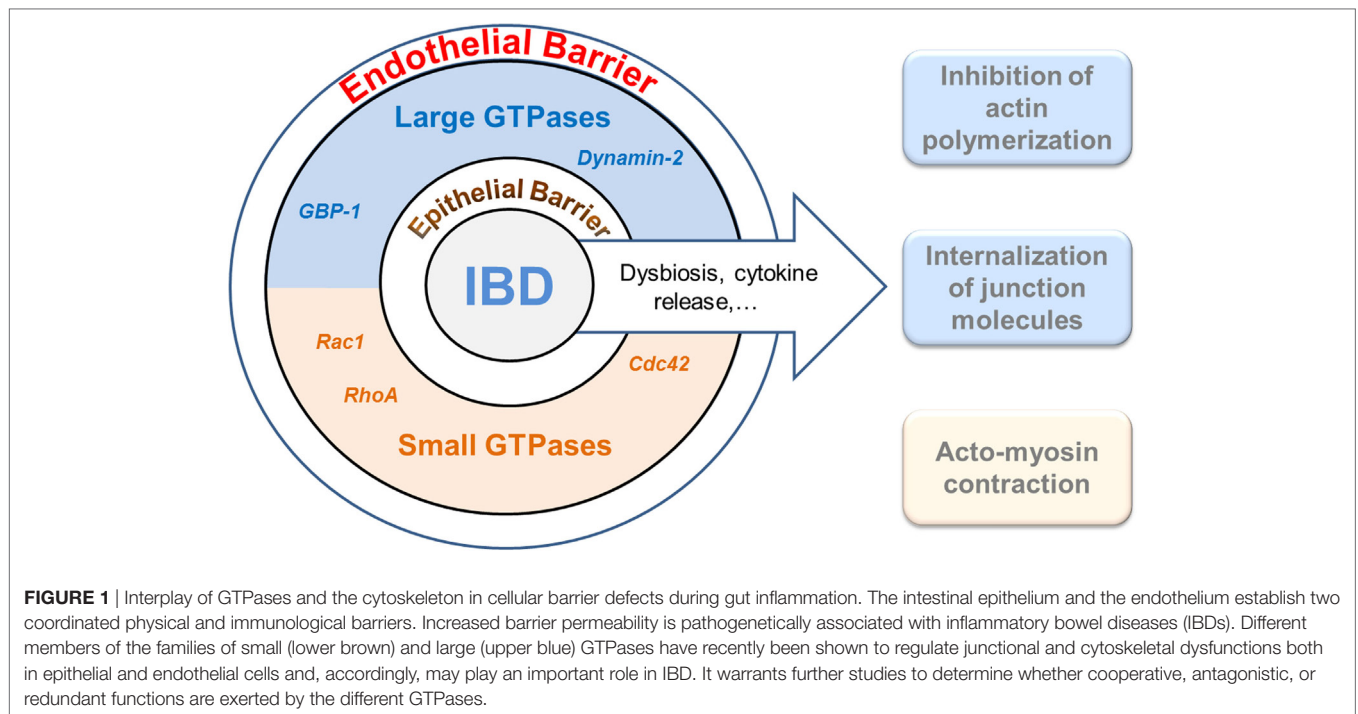 Endothelial Barrier
Large GTPases
Dynamin-2
GBP-1
Epithelial Barrier
IBD
Dysbiosis, cytokine
release,...
Rac1
RhoA
Cdc42
Small GTPases
Inhibition of
actin
polymerization
Internalization
of junction
molecules
Acto-myosin
contraction
FIGURE 1 | Interplay of GTPases and the cytoskeleton in cellular barrier defects during gut inflammation. The intestinal epithelium and the endothelium establish two
coordinated physical and immunological barriers. Increased barrier permeability is pathogenetically associated with inflammatory bowel diseases (IBDs). Different
members of the families of small (lower brown) and large (upper blue) GTPases have recently been shown to regulate junctional and cytoskeletal dysfunctions both
in epithelial and endothelial cells and, accordingly, may play an important role in IBD. It warrants further studies to determine whether cooperative, antagonistic, or
redundant functions are exerted by the different GTPases.